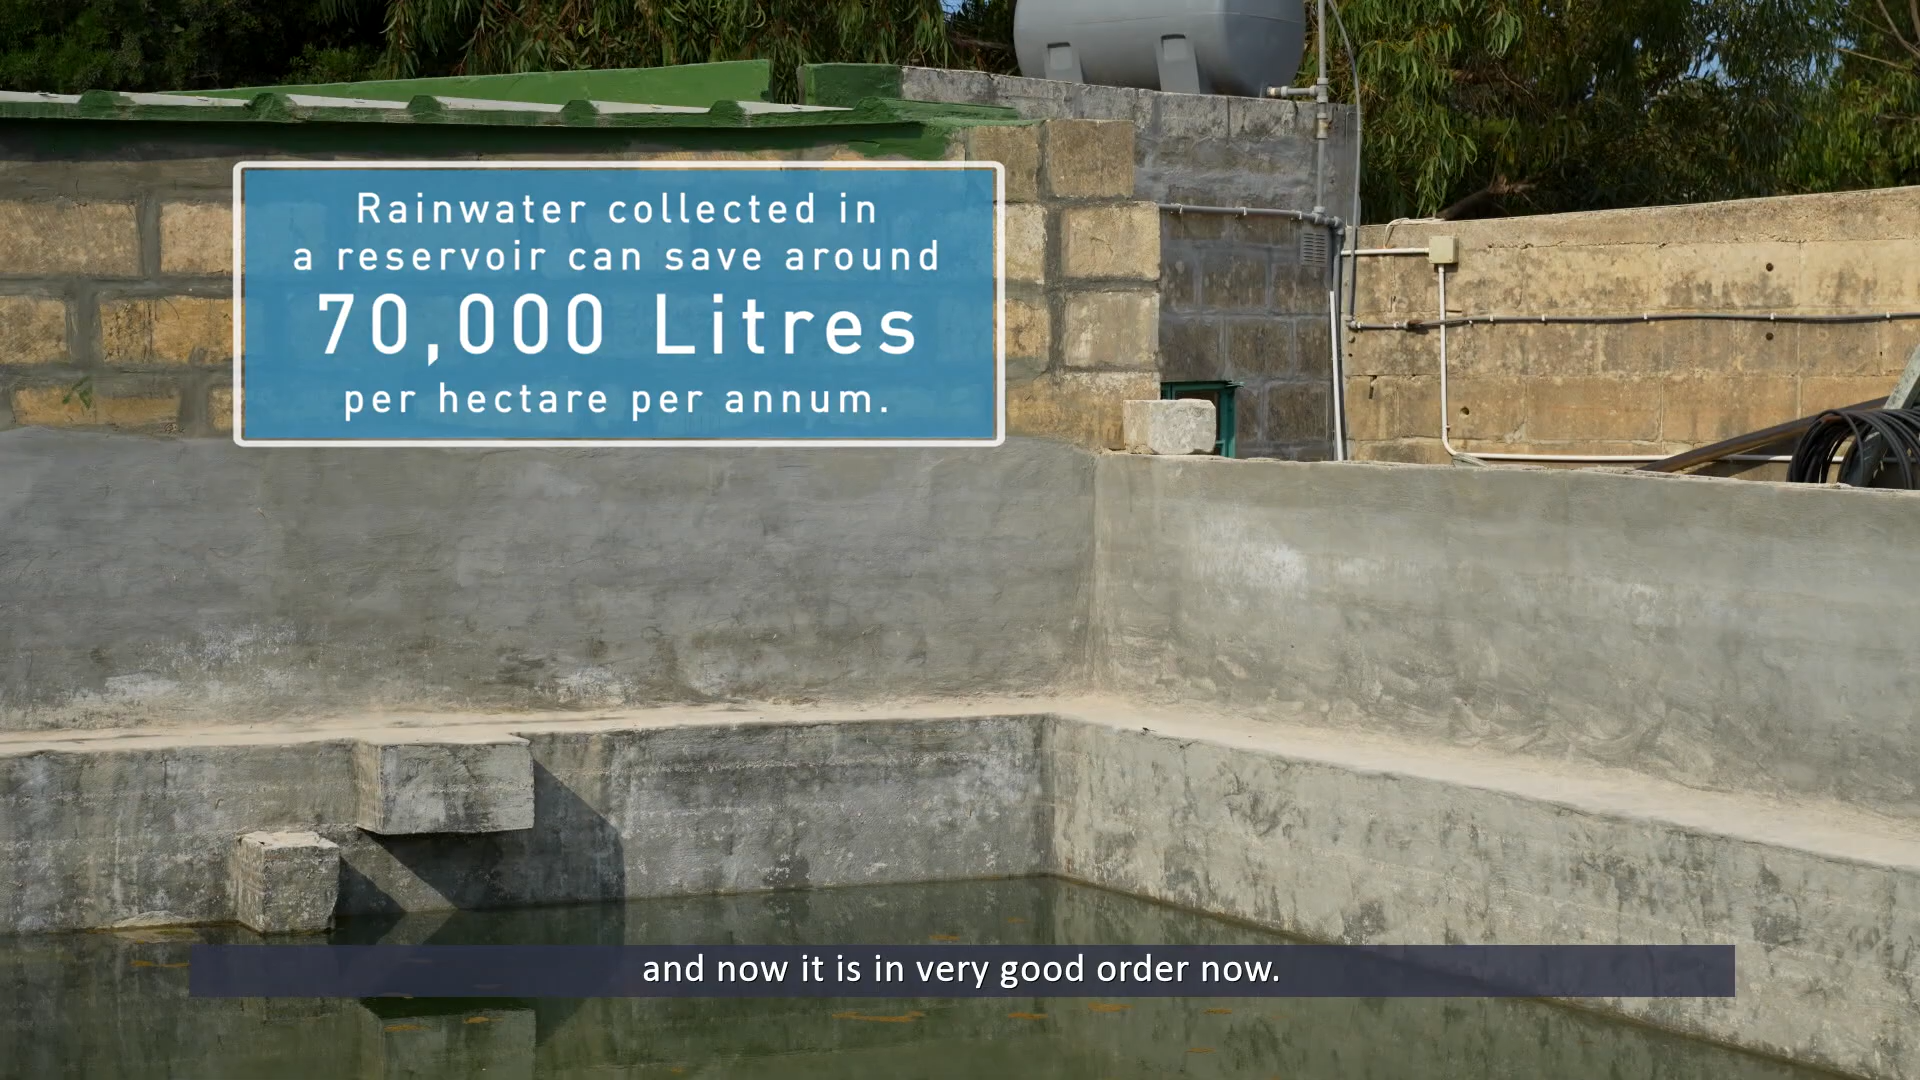 Rainwater collected in
a reservoir can save around
70,000 Litres
per hectare per annum.
and now it is in very good order now.